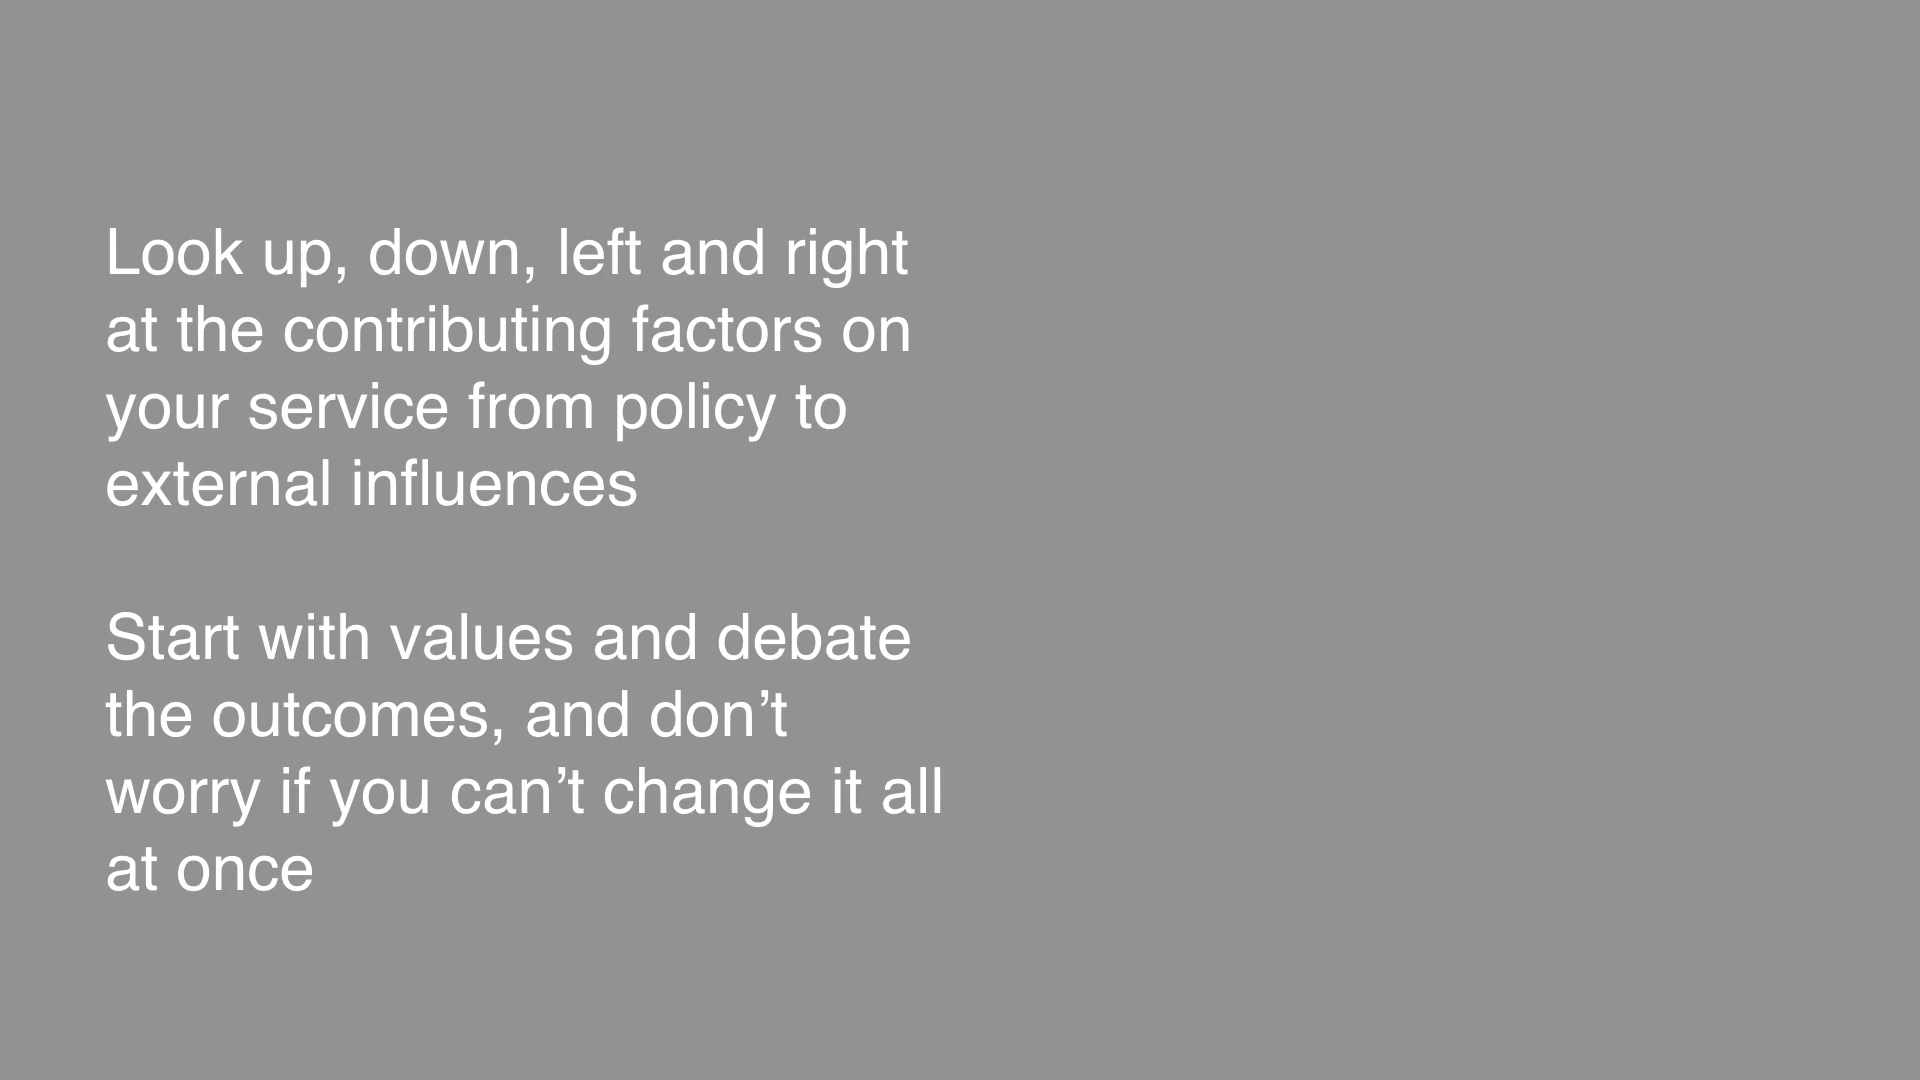 Look up, down, left and right
at the contributing factors on
your service from policy to
external influences
Start with values and debate
the outcomes, and don’t
worry if you can’t change it all
at once